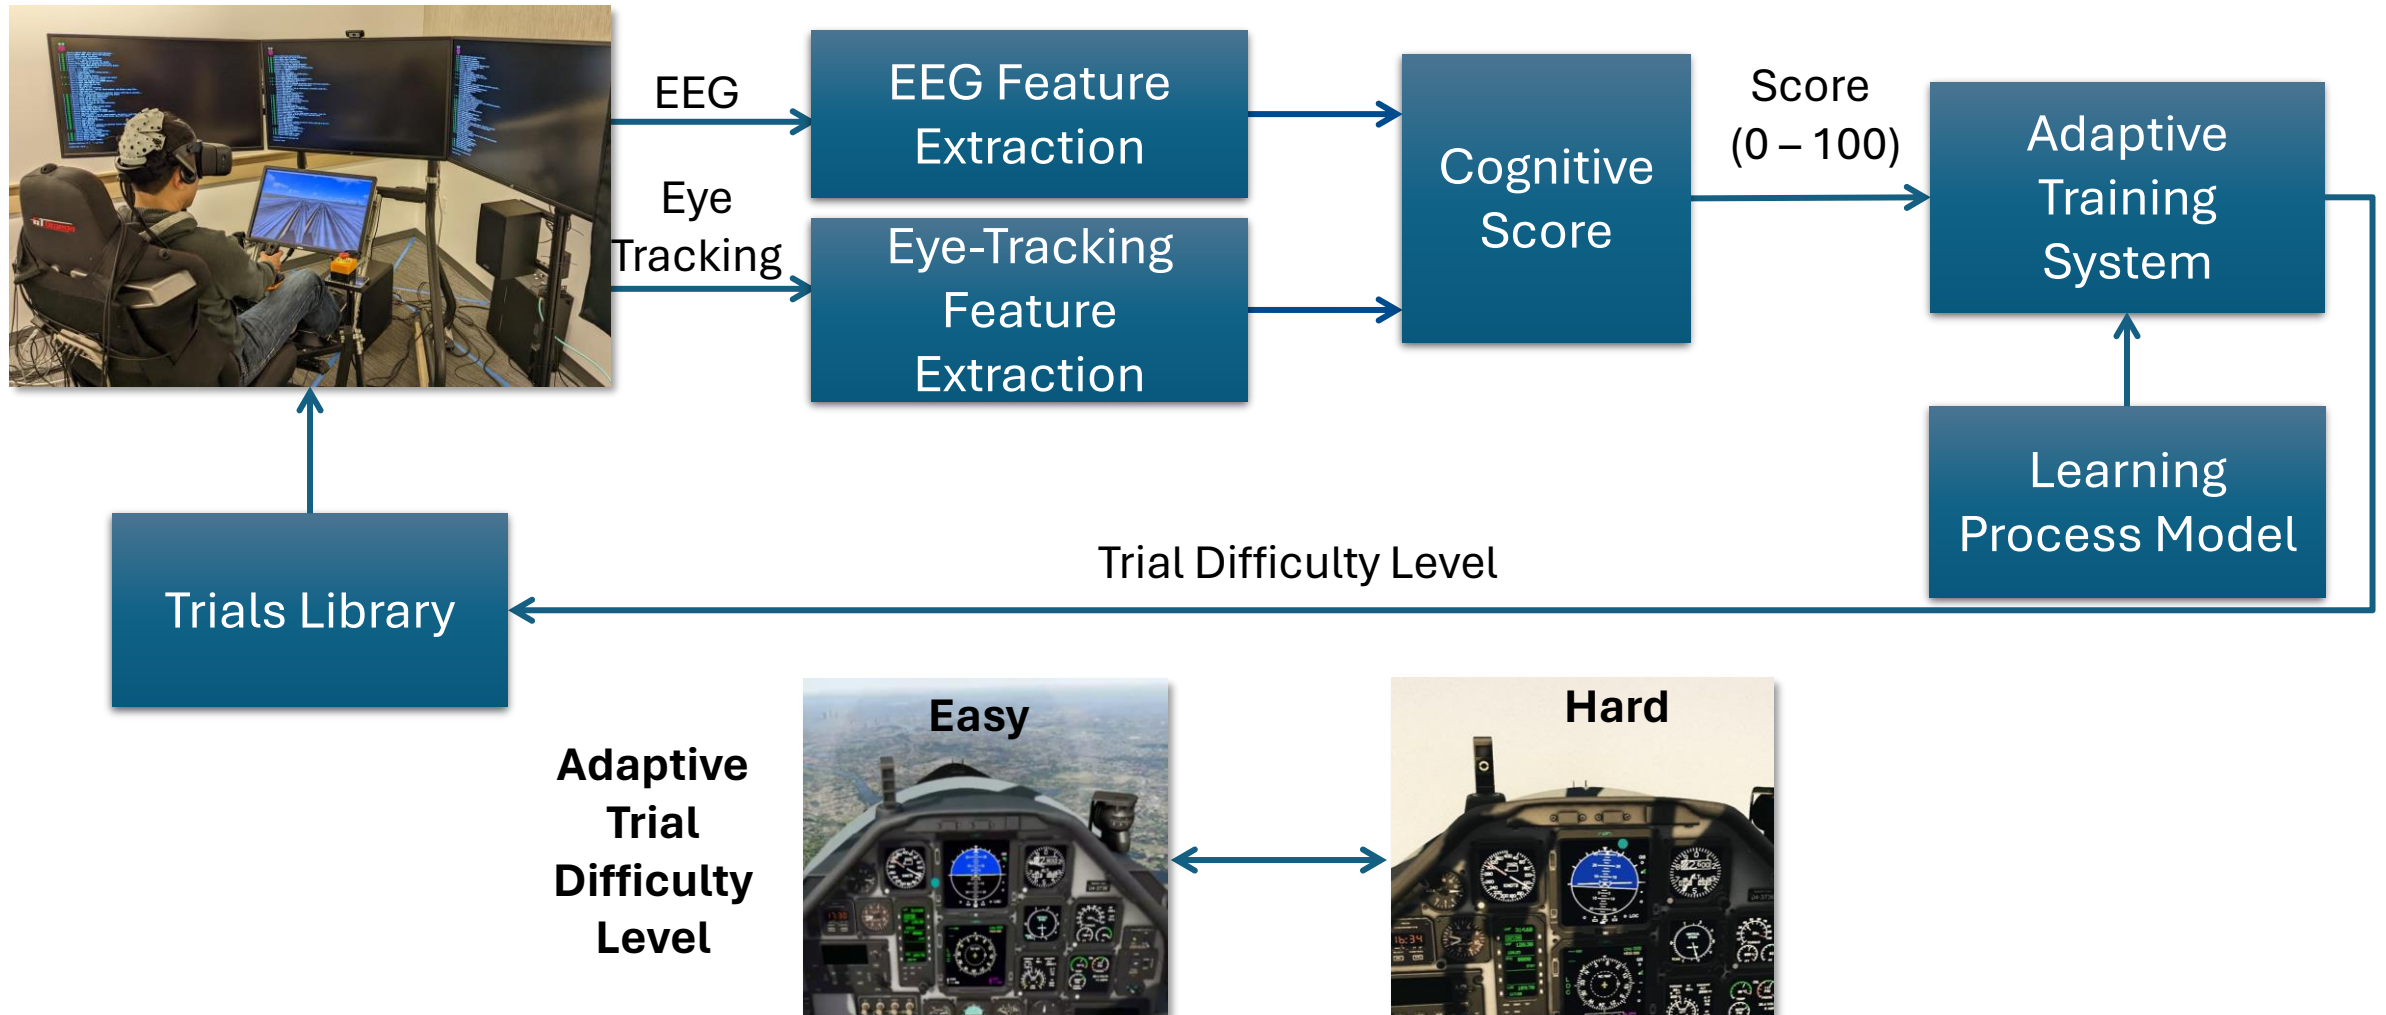 EEG
Eye
Tracking
EEG Feature
Extraction
Eye-Tracking
Feature
Extraction
Cognitive
Score
Score
(0 – 100)
Adaptive
Training
System
Learning
Process Model
Trial Difficulty Level
Trials Library
Adaptive
Trial
Difficulty
Level
Easy
Hard